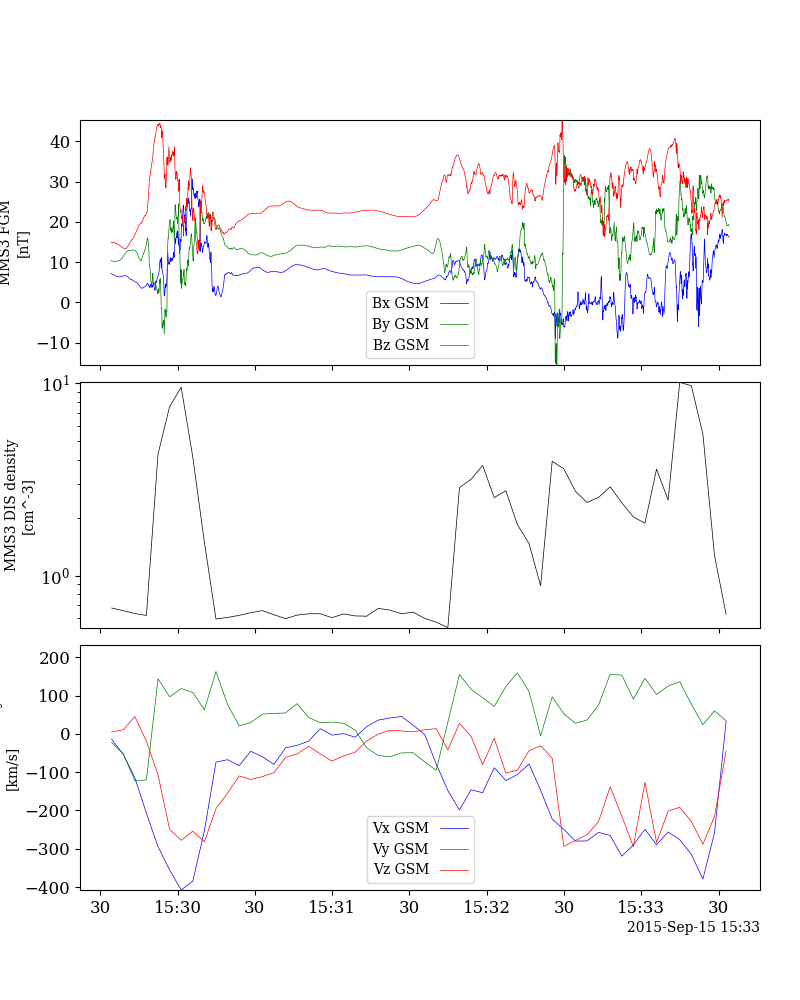 MMS3 FGM
[nT]
40
30
20
10
0
−10
Bx GSM
By GSM
Bz GSM
MMS3 DIS density
[cm^-3]
10^1
10^0
[km/s]
200
100
0
−100
−200
−300
−400
Vx GSM
Vy GSM
Vz GSM
30
15:30
30
15:31
30
15:32
30
15:33
30
2015-Sep-15 15:33